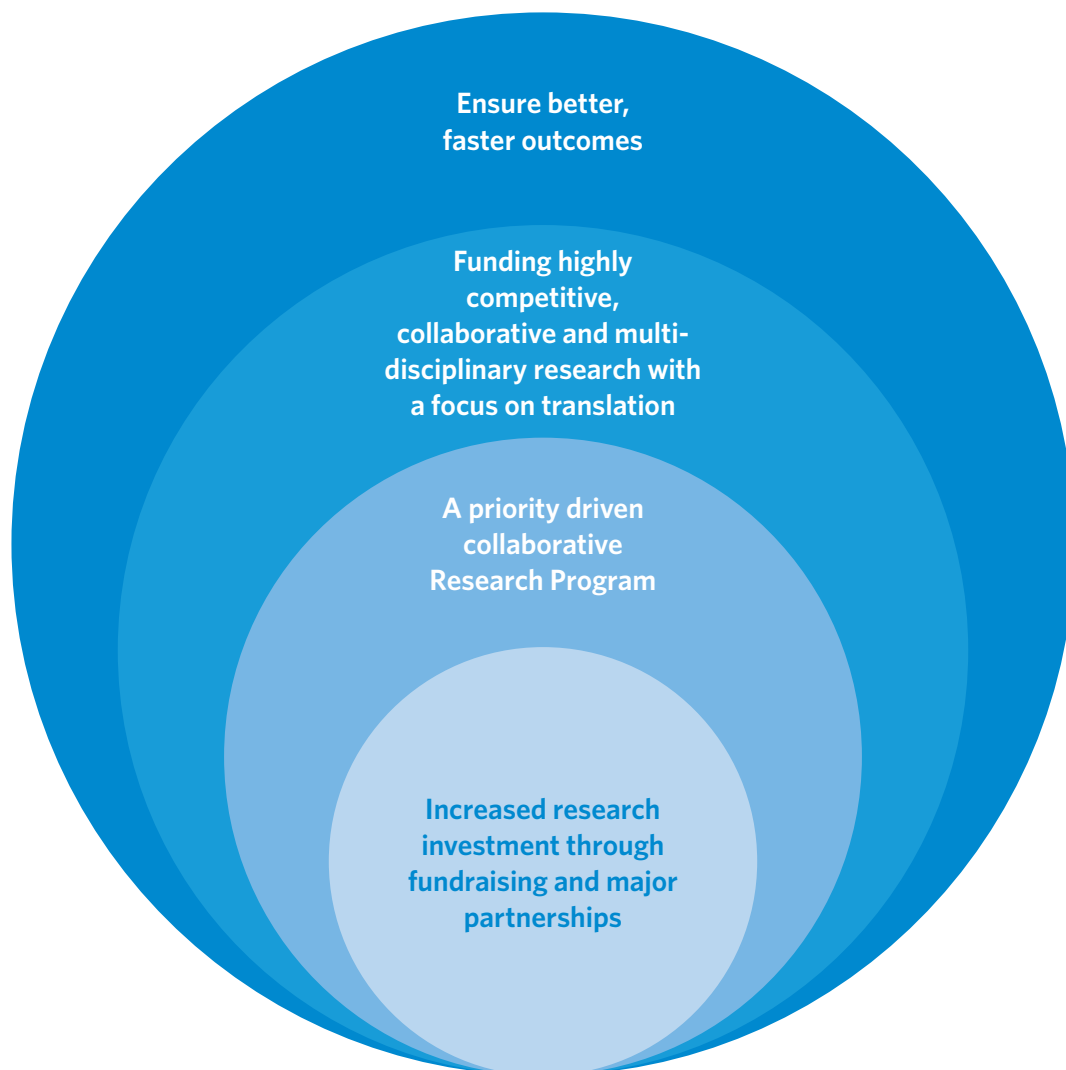 Ensure better,
faster outcomes
Funding highly
competitive,
collaborative and multi-
disciplinary research with
a focus on translation
A priority driven
collaborative
Research Program
Increased research
investment through
fundraising and major
partnerships